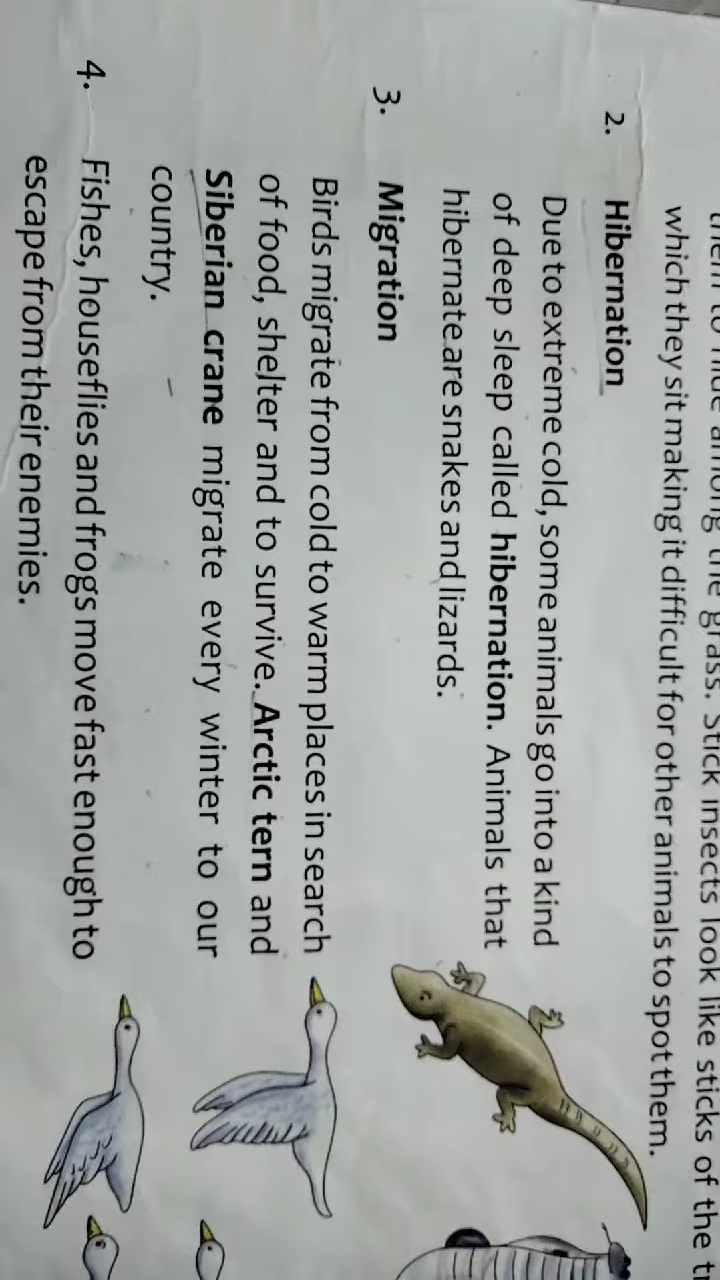 which they sit making it difficult for other animals to spot them.
2. Hibernation
Due to extreme cold, some animals go into a kind
of deep sleep called hibernation. Animals that
hibernate are snakes and lizards.
3. Migration
Birds migrate from cold to warm places in search
of food, shelter and to survive. Arctic tern and
Siberian crane migrate every winter to our
country.
4. Fishes, houseflies and frogs move fast enough to
escape from their enemies.